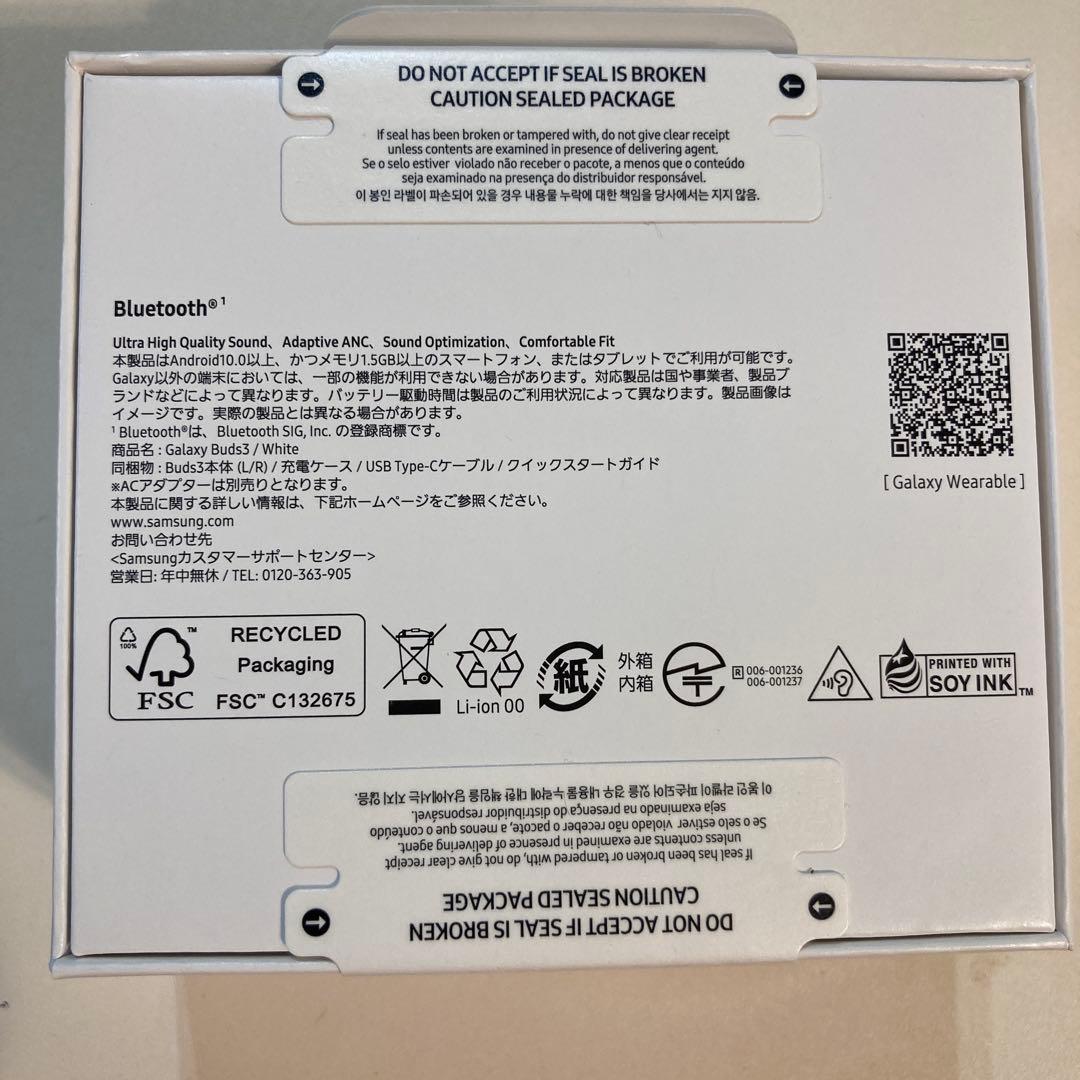 DO NOT ACCEPT IF SEAL IS BROKEN
CAUTION SEALED PACKAGE
If seal has been broken or tampered with, do not give clear receipt
unless contents are examined in presence of delivering agent.
Se o selo estiver violado não receber o pacote, a menos que o conteúdo
seja examinado na presença do distribuidor responsável.
이 봉인 라벨이 파손되어 있을 경우 내용물 누락에 대한 책임을 당사에서는 지지 않음.
Bluetooth® 1
Ultra High Quality Sound、Adaptive ANC、Sound Optimization、Comfortable Fit
本製品はAndroid10.0以上、かつメモリ1.5GB以上のスマートフォン、またはタブレットでご利用が可能です。
Galaxy以外の端末においては、一部の機能が利用できない場合があります。対応製品は国や事業者、製品ブ
ランドなどによって異なります。バッテリー駆動時間は製品のご利用状況によって異なります。製品画像は
イメージです。実際の製品とは異なる場合があります。
1 Bluetooth®は、Bluetooth SIG, Inc. の登録商標です。
商品名 : Galaxy Buds3 / White
同梱物 : Buds3本体 (L/R) / 充電ケース / USB Type-Cケーブル / クイックスタートガイド
※ACアダプターは別売りとなります。
本製品に関する詳しい情報は、下記ホームページをご参照ください。
www.samsung.com
お問い合わせ先
<Samsungカスタマーサポートセンター>
営業日: 年中無休 / TEL: 0120-363-905
[ Galaxy Wearable ]
100%
TM
FSC
RECYCLED
Packaging
FSC™ C132675
Li-ion 00
紙
外箱
内箱
R 006-001236
006-001237
PRINTED WITH
SOY INK TM
DO NOT ACCEPT IF SEAL IS BROKEN
CAUTION SEALED PACKAGE
If seal has been broken or tampered with, do not give clear receipt
unless contents are examined in presence of delivering agent.
Se o selo estiver violado não receber o pacote, a menos que o conteúdo
seja examinado na presença do distribuidor responsável.
이 봉인 라벨이 파손되어 있을 경우 내용물 누락에 대한 책임을 당사에서는 지지 않음.